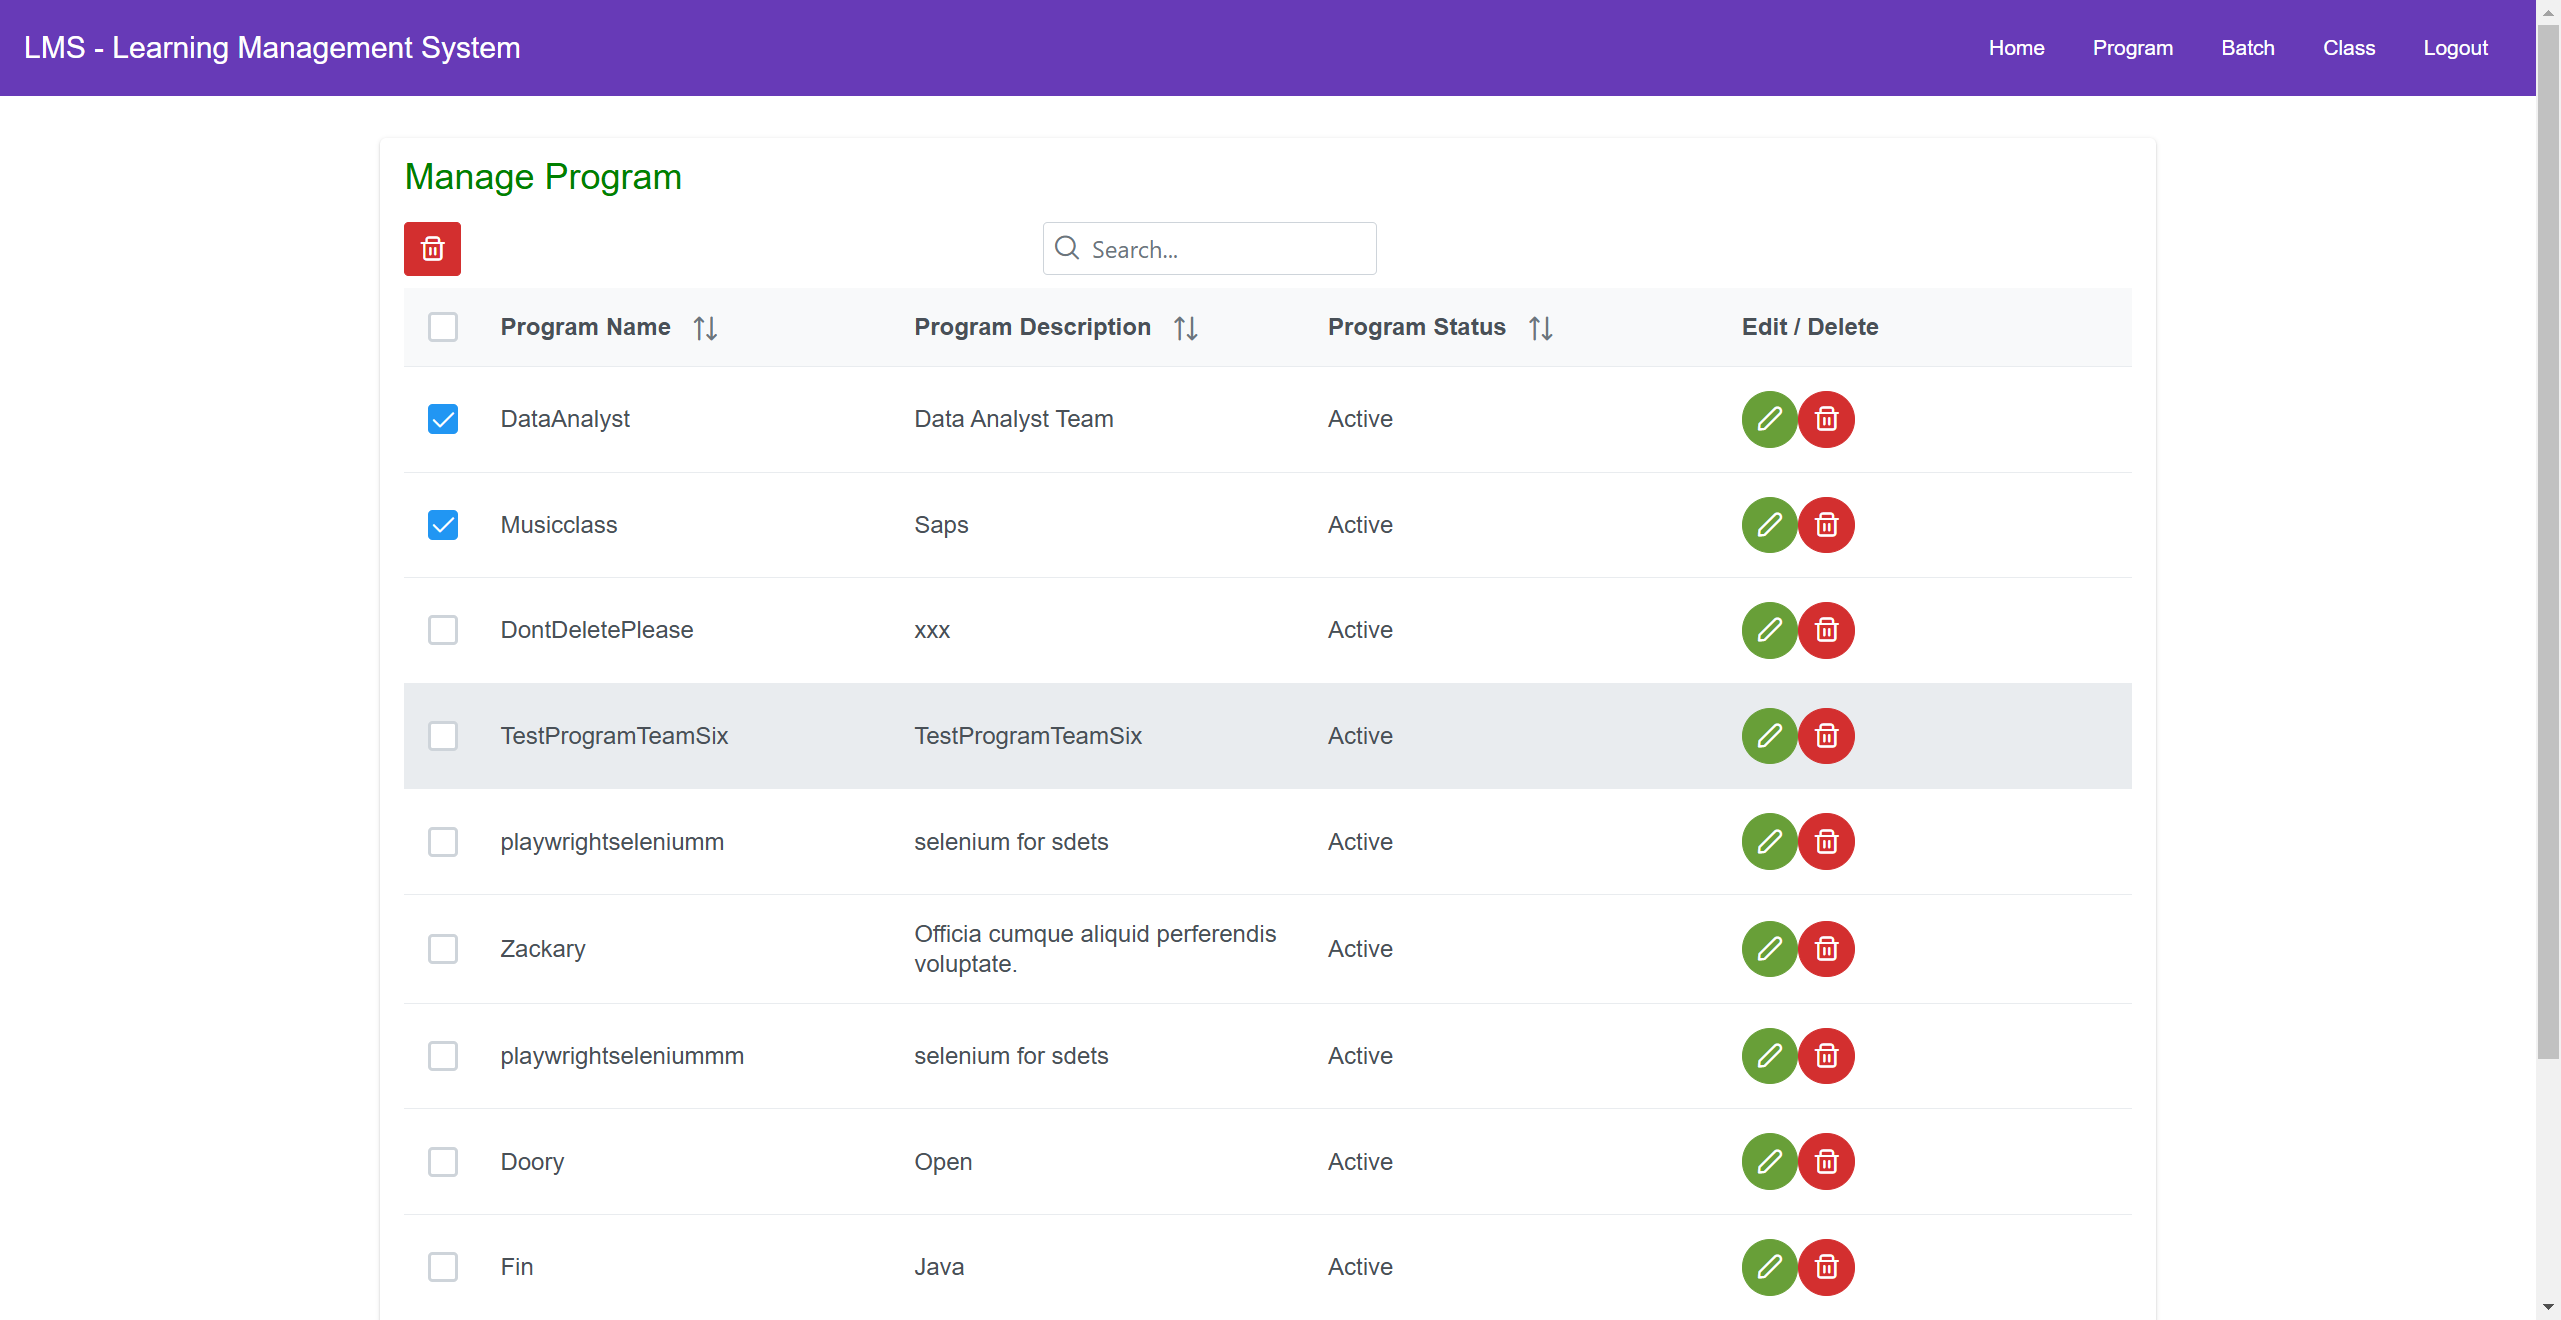 LMS - Learning Management System
Home Program Batch Class Logout
Manage Program
Search...
Program Name Program Description Program Status Edit / Delete
DataAnalyst Data Analyst Team Active
Musicclass Saps Active
DontDeletePlease xxx Active
TestProgramTeamSix TestProgramTeamSix Active
playwrightseleniumm selenium for sdets Active
Zackary Officia cumque aliquid perferendis Active
voluptate.
playwrightseleniummm selenium for sdets Active
Doory Open Active
Fin Java Active